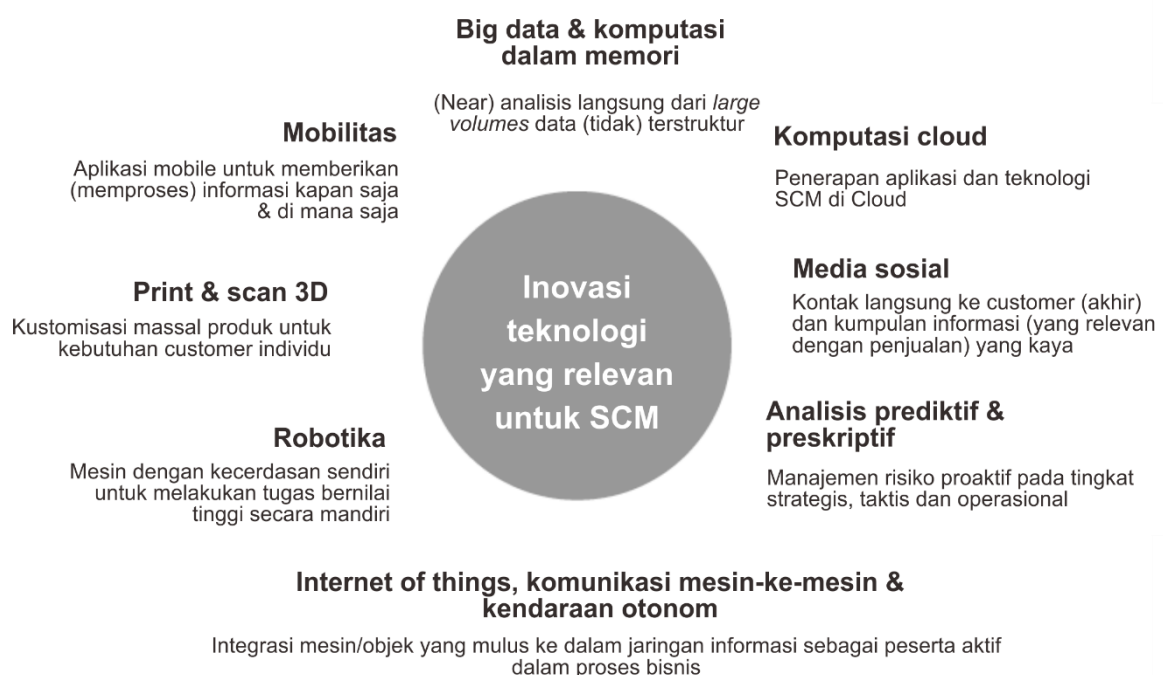 Big data & komputasi
dalam memori
(Near) analisis langsung dari large
volumes data (tidak) terstruktur
Mobilitas
Aplikasi mobile untuk memberikan
(memproses) informasi kapan saja
& di mana saja
Komputasi cloud
Penerapan aplikasi dan teknologi
SCM di Cloud
Print & scan 3D
Kustomisasi massal produk untuk
kebutuhan customer individu
Inovasi
teknologi
yang relevan
untuk SCM
Media sosial
Kontak langsung ke customer (akhir)
dan kumpulan informasi (yang relevan
dengan penjualan) yang kaya
Robotika
Mesin dengan kecerdasan sendiri
untuk melakukan tugas bernilai
tinggi secara mandiri
Analisis prediktif &
preskriptif
Manajemen risiko proaktif pada tingkat
strategis, taktis dan operasional
Internet of things, komunikasi mesin-ke-mesin &
kendaraan otonom
Integrasi mesin/objek yang mulus ke dalam jaringan informasi sebagai peserta aktif
dalam proses bisnis